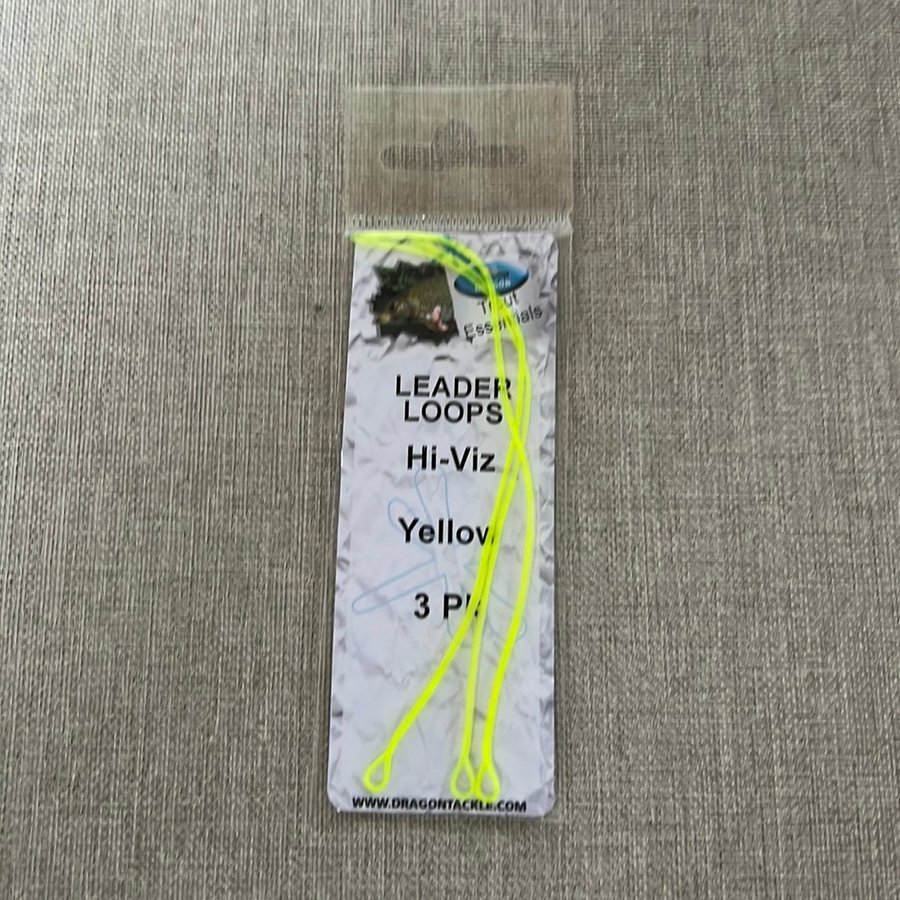 Trout
Essentials
LEADER
LOOPS
Hi-Viz
Yellow
3 PK
WWW.DRAGONTACKLE.COM